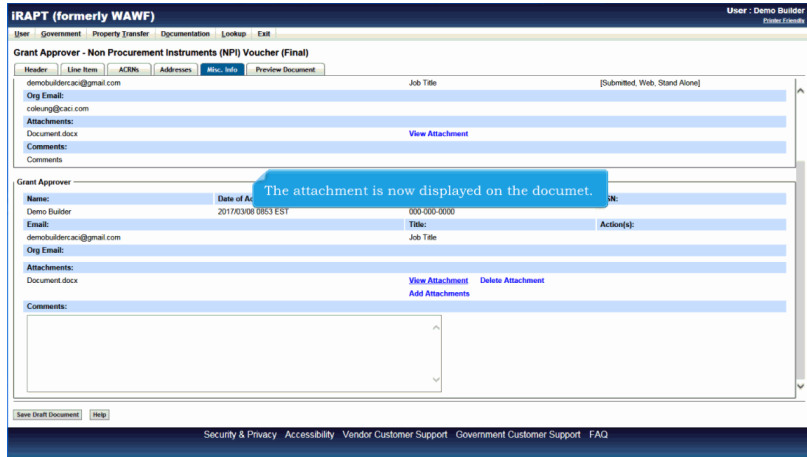 iRAPT (formerly WAWF)
User : Demo Builder
Printer Friendly
User Government Property Transfer Documentation Lookup Exit
Grant Approver - Non Procurement Instruments (NPI) Voucher (Final)
Header Line Item ACRNs Addresses Misc. Info Preview Document
demobuildercaci@gmail.com Job Title [Submitted, Web, Stand Alone]
Org Email:
coleung@caci.com
Attachments:
Document.docx View Attachment
Comments:
Comments
The attachment is now displayed on the documet.
Grant Approver
Name: Date of Ac SN:
Demo Builder 2017/03/08 0853 EST 000-000-0000
Email: Title: Action(s):
demobuildercaci@gmail.com Job Title
Org Email:
Attachments:
Document.docx View Attachment Delete Attachment
Add Attachments
Comments:
Save Draft Document Help
Security & Privacy Accessibility Vendor Customer Support Government Customer Support FAQ